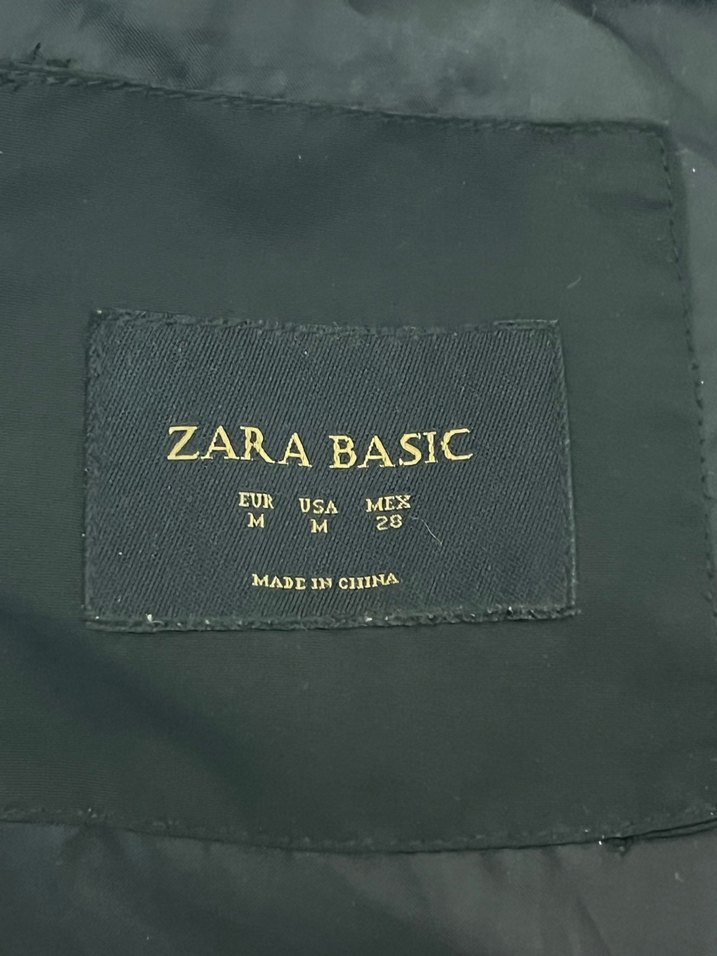 ZARA BASIC
EUR USA MEX
M M 28
MADE IN CHINA